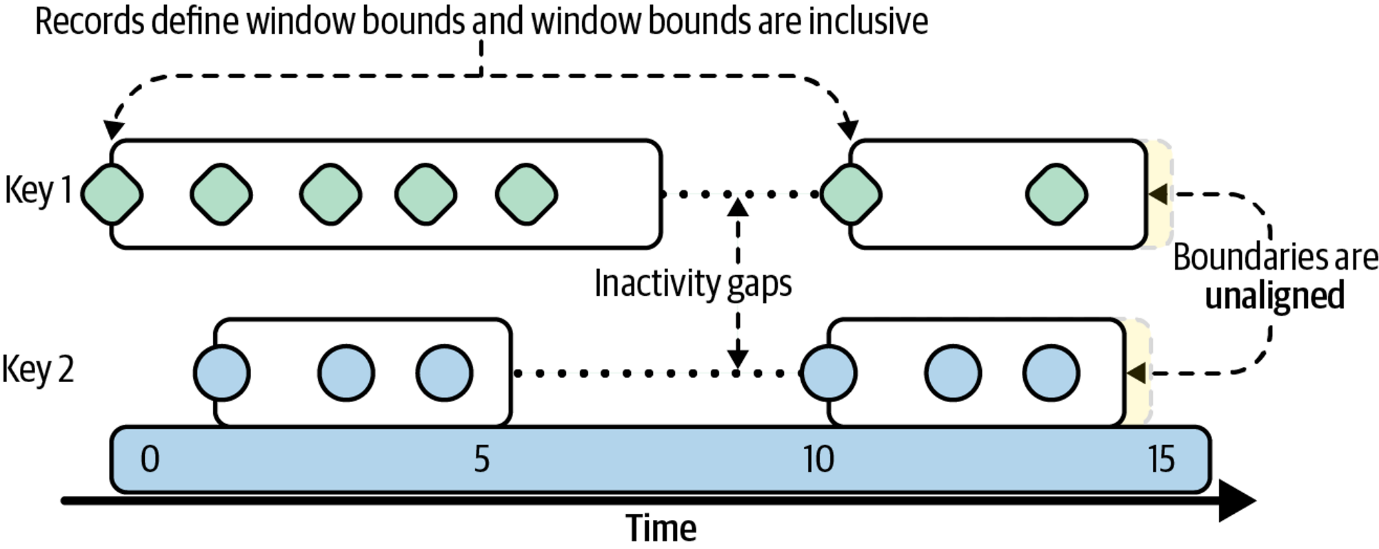 Records define window bounds and window bounds are inclusive
Key 1
Inactivity gaps
Boundaries are
unaligned
Key 2
0 5 10 15
Time